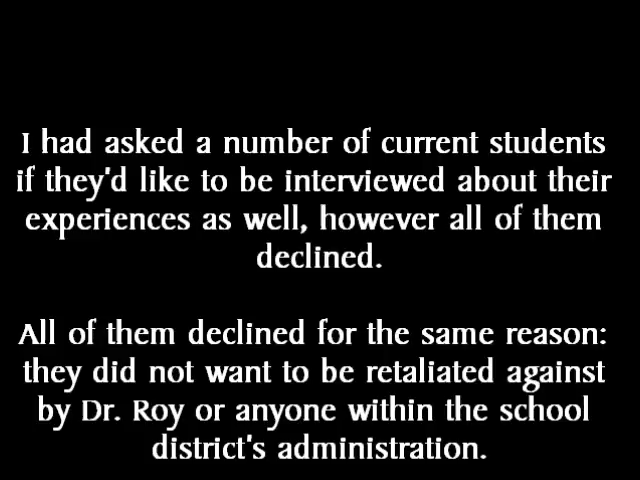 I had asked a number of current students
if they'd like to be interviewed about their
experiences as well, however all of them
declined.
All of them declined for the same reason:
they did not want to be retaliated against
by Dr. Roy or anyone within the school
district's administration.